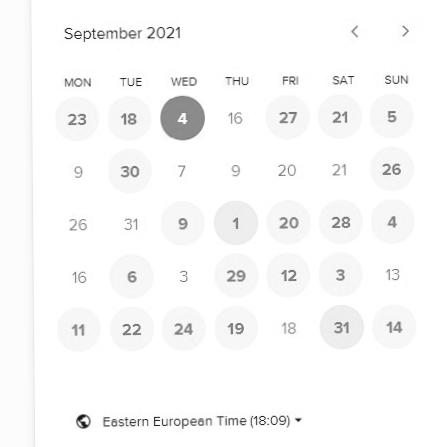 September 2021
MON TUE WED THU FRI SAT SUN
23 18 4 16 27 21 5
9 30 7 9 20 21 26
26 31 9 1 20 28 4
16 6 3 29 12 3 13
11 22 24 19 18 31 14
Eastern European Time (18:09)